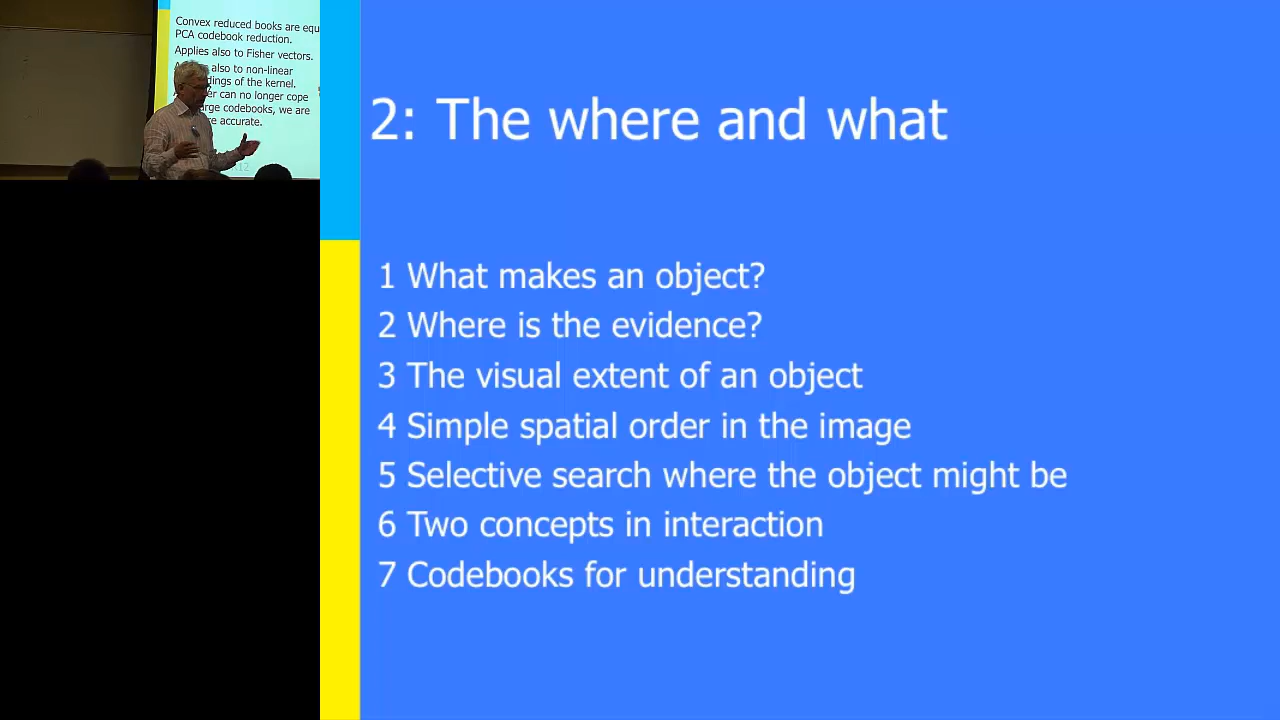 Convex reduced books are equ
PCA codebook reduction.
Applies also to Fisher vectors.
also to non-linear
dings of the kernel.
er can no longer cope
arge codebooks, we are
re accurate.
2: The where and what
1 What makes an object?
2 Where is the evidence?
3 The visual extent of an object
4 Simple spatial order in the image
5 Selective search where the object might be
6 Two concepts in interaction
7 Codebooks for understanding